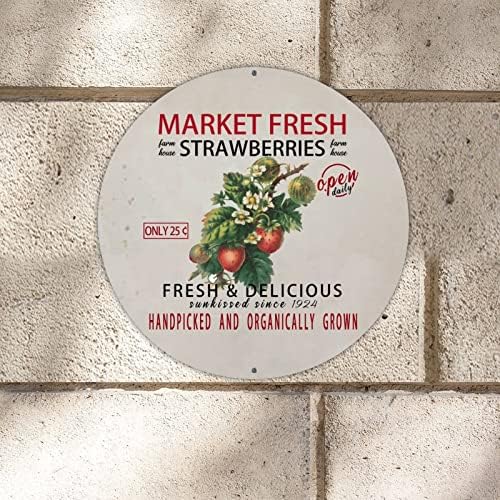 MARKET FRESH
farm house STRAWBERRIES farm house
open daily
ONLY 25 ¢
FRESH & DELICIOUS
sunkissed since 1924
HANDPICKED AND ORGANICALLY GROWN